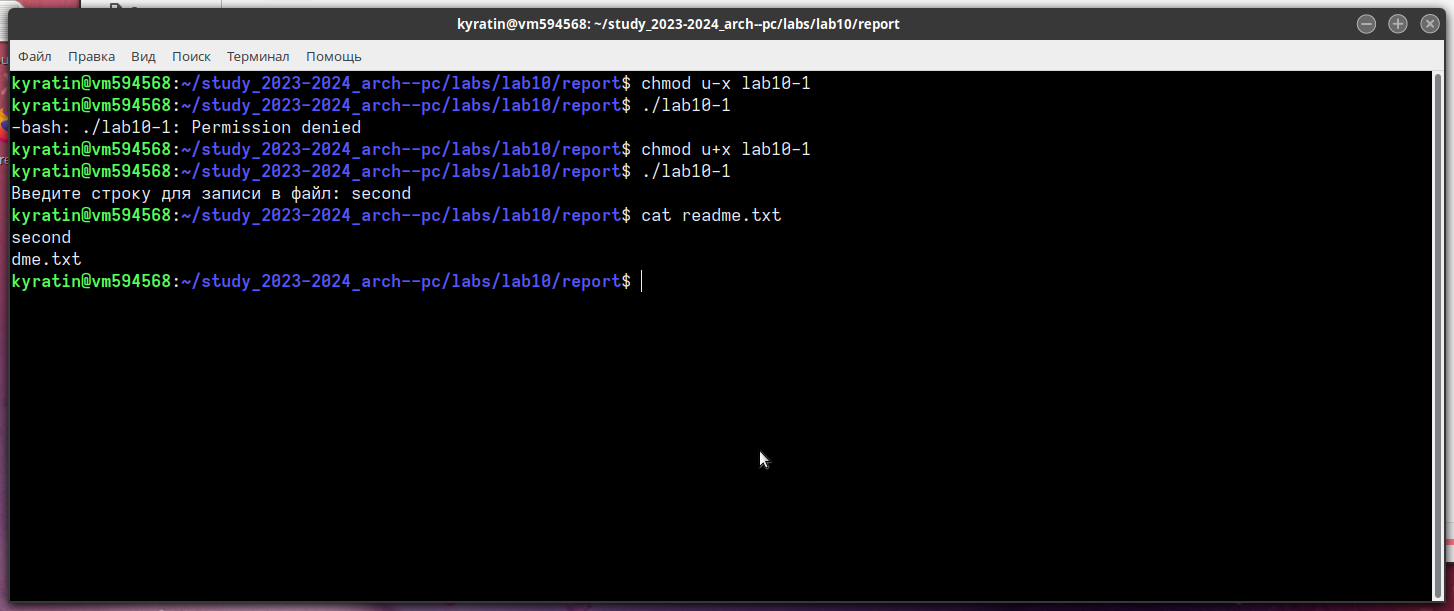 kyratin@vm594568: ~/study_2023-2024_arch--pc/labs/lab10/report
Файл Правка Вид Поиск Терминал Помощь
kyratin@vm594568:~/study_2023-2024_arch--pc/labs/lab10/report$ chmod u-x lab10-1
kyratin@vm594568:~/study_2023-2024_arch--pc/labs/lab10/report$ ./lab10-1
-bash: ./lab10-1: Permission denied
kyratin@vm594568:~/study_2023-2024_arch--pc/labs/lab10/report$ chmod u+x lab10-1
kyratin@vm594568:~/study_2023-2024_arch--pc/labs/lab10/report$ ./lab10-1
Введите строку для записи в файл: second
kyratin@vm594568:~/study_2023-2024_arch--pc/labs/lab10/report$ cat readme.txt
second
dme.txt
kyratin@vm594568:~/study_2023-2024_arch--pc/labs/lab10/report$